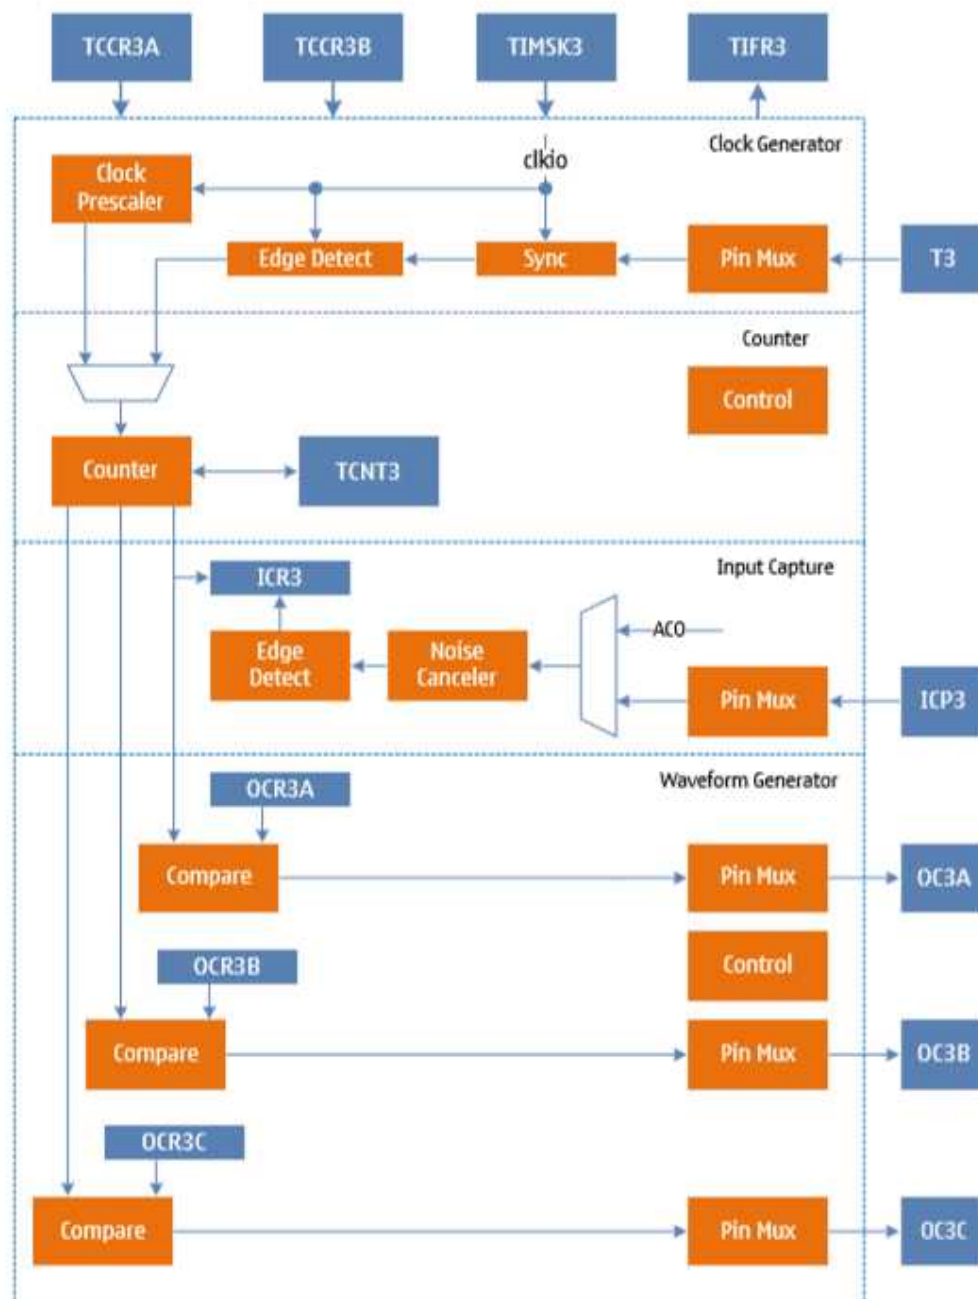 TCCR3A
TCCR3B
TIMSK3
TIFR3
Clock Generator
clkio
Clock
Prescaler
Edge Detect
Sync
Pin Mux
T3
Counter
Control
Counter
TCNT3
Input Capture
ICR3
ACO
Edge
Detect
Noise
Canceler
Pin Mux
ICP3
Waveform Generator
OCR3A
Compare
Pin Mux
OC3A
OCR3B
Control
Compare
Pin Mux
OC3B
OCR3C
Compare
Pin Mux
OC3C